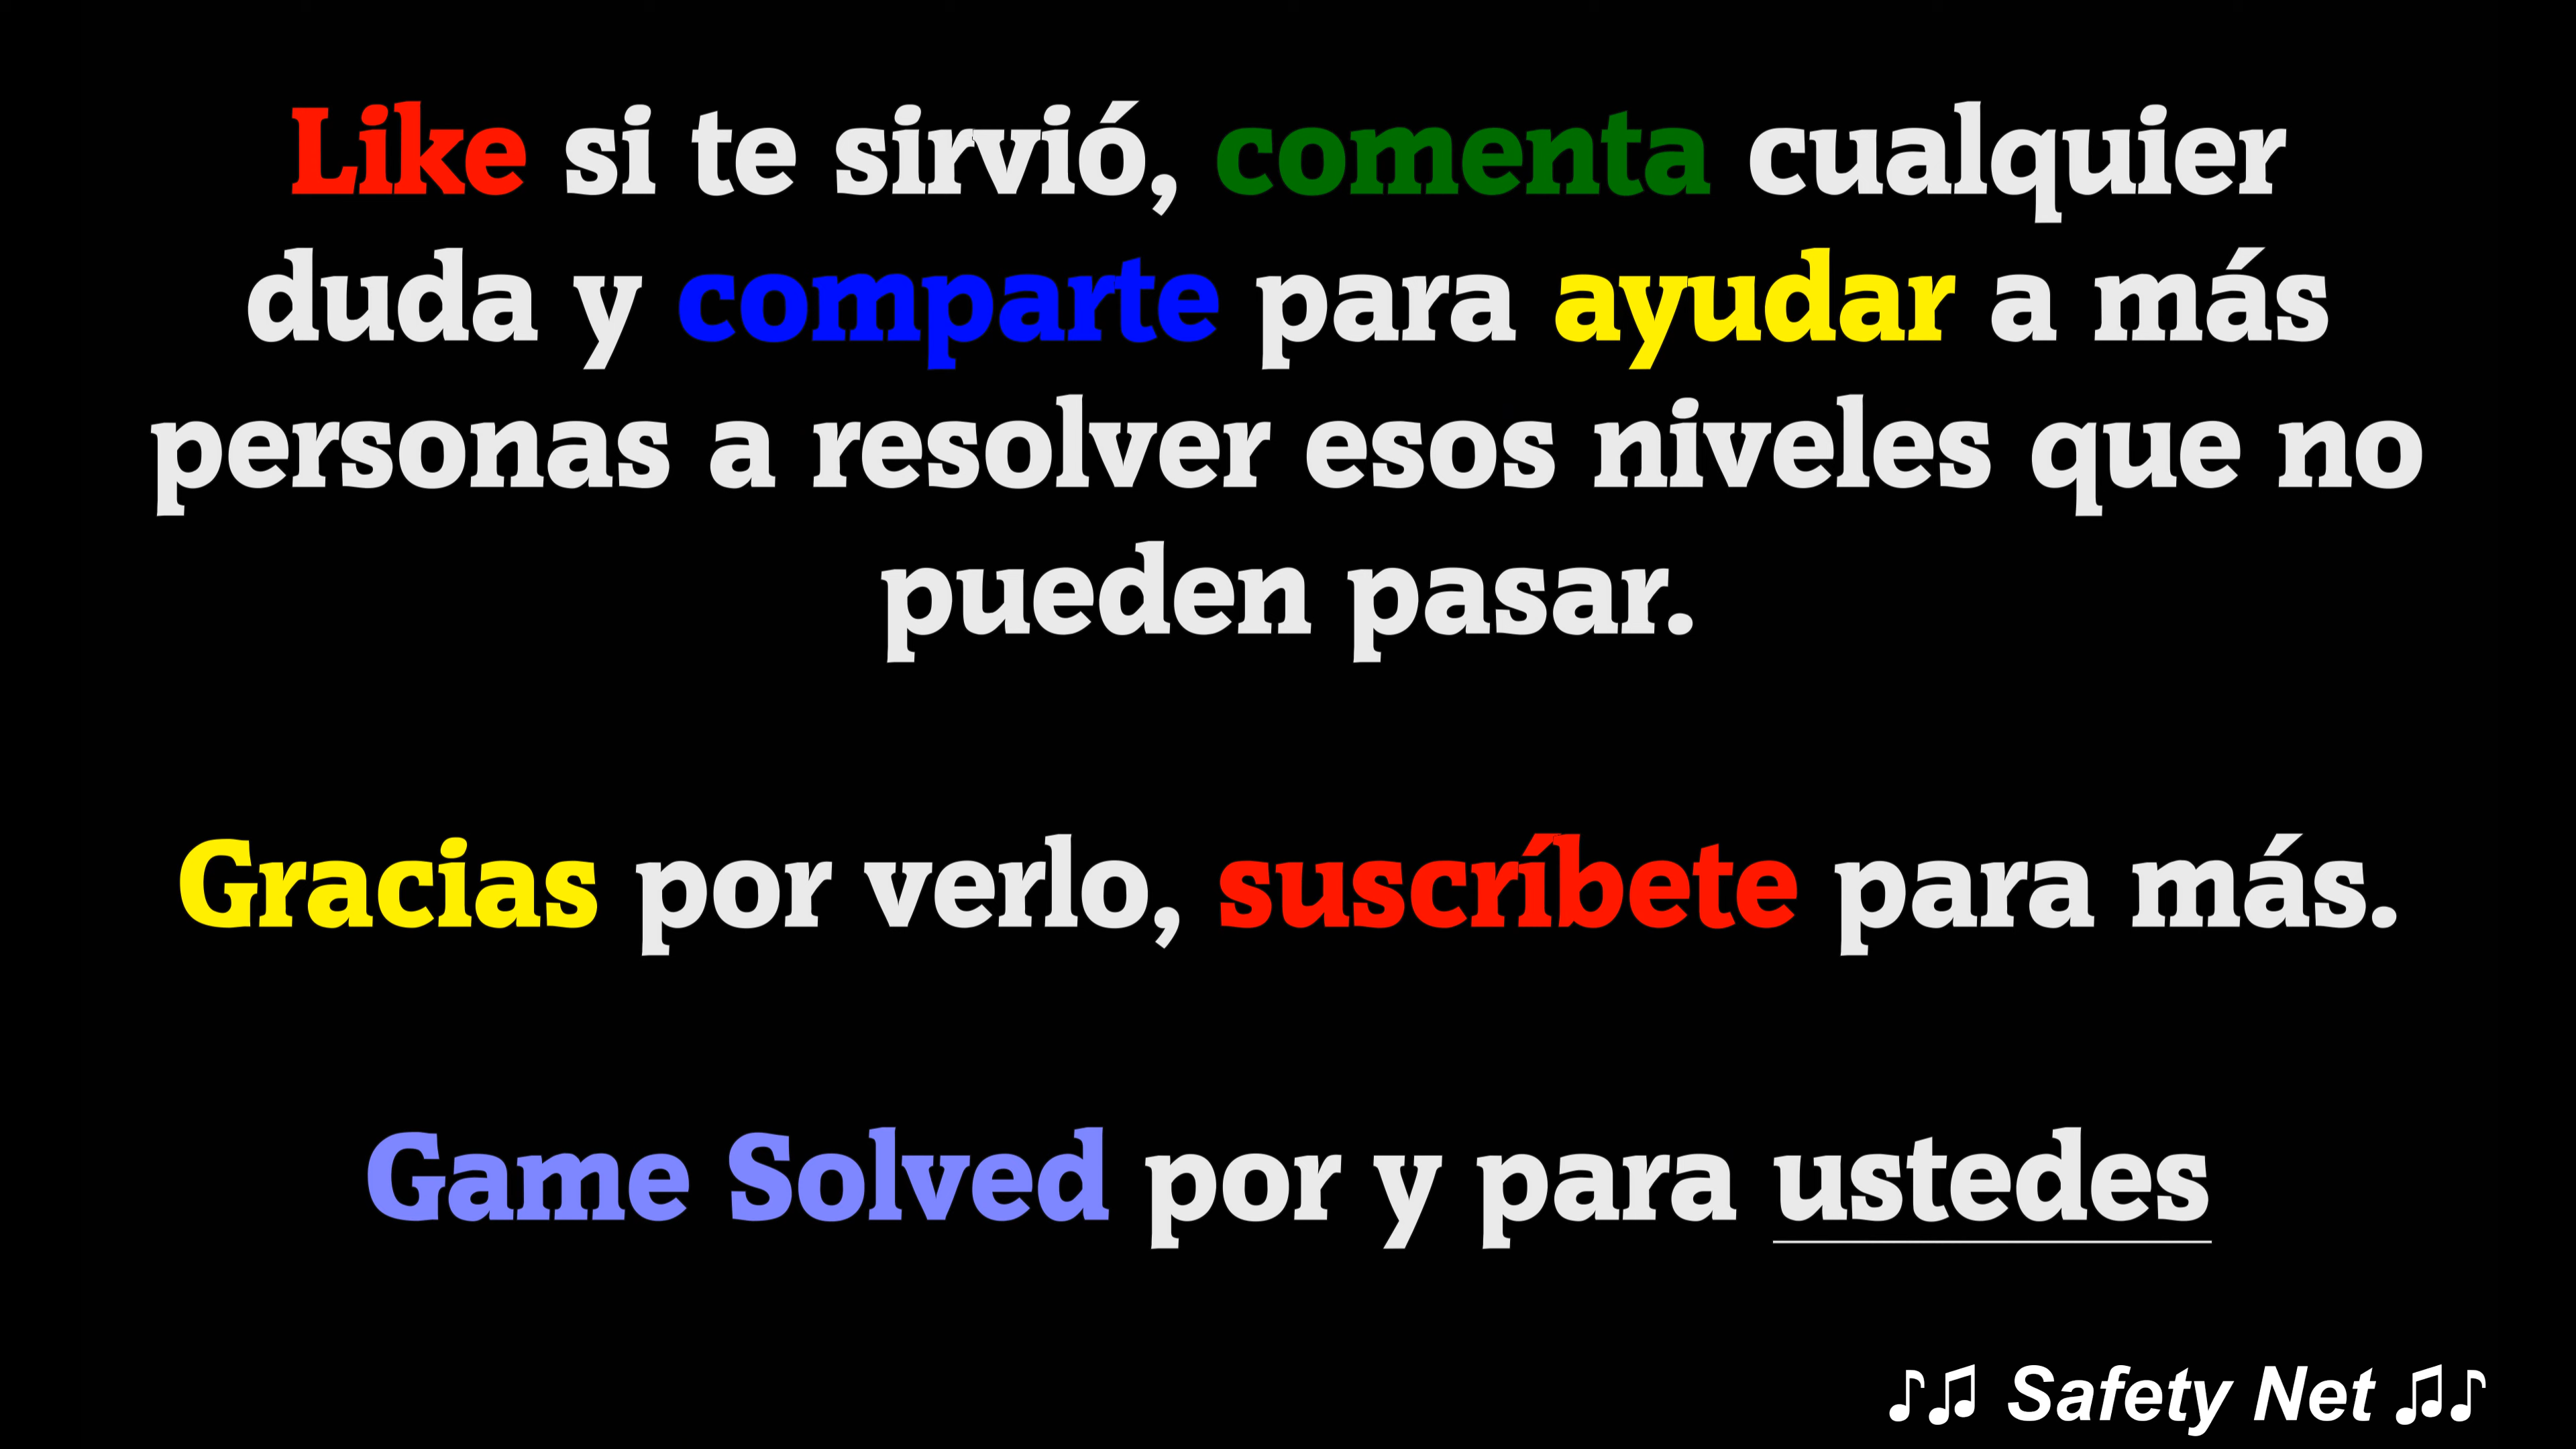 Like si te sirvió, comenta cualquier
duda y comparte para ayudar a más
personas a resolver esos niveles que no
pueden pasar.
Gracias por verlo, suscríbete para más.
Game Solved por y para ustedes
♪♫ Safety Net ♫♪